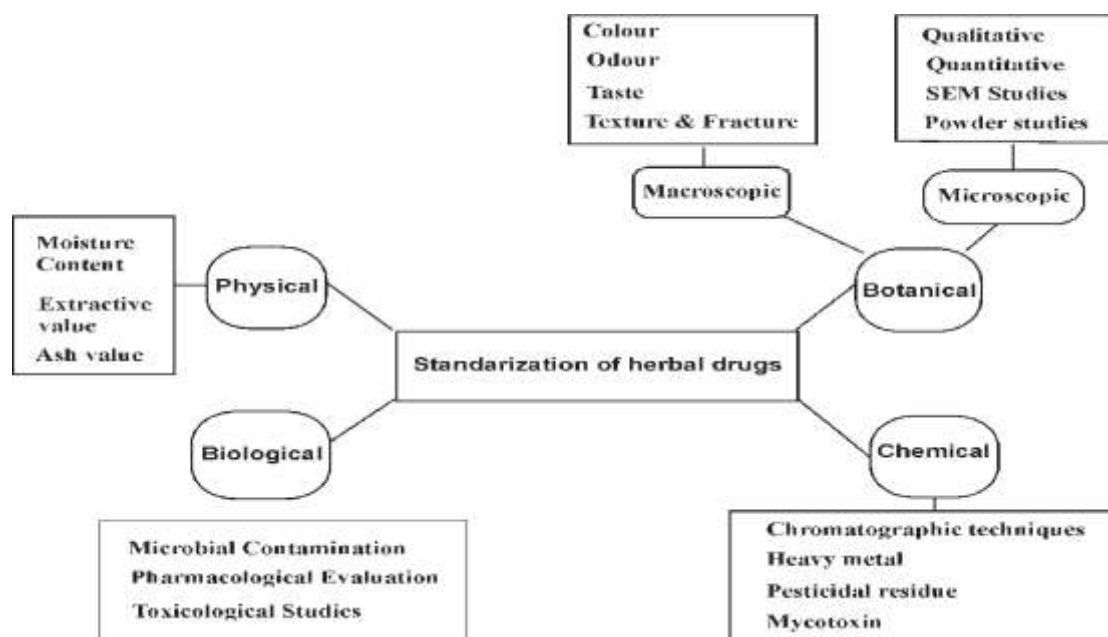 Colour
Odour
Taste
Texture & Fracture
Qualitative
Quantitative
SEM Studies
Powder studies
Macroscopic
Microscopic
Moisture
Content
Extractive
value
Ash value
Physical
Botanical
Standarization of herbal drugs
Biological
Chemical
Microbial Contamination
Pharmacological Evaluation
Toxicological Studies
Chromatographic techniques
Heavy metal
Pesticidal residue
Mycotoxin